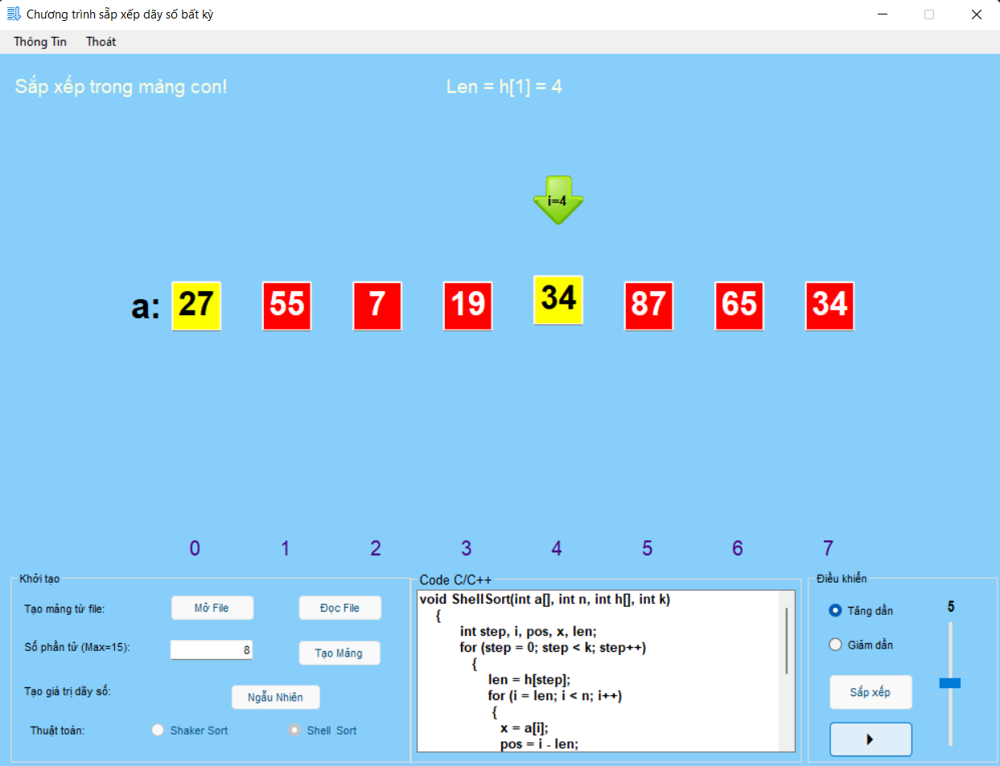 Chương trình sắp xếp dãy số bất kỳ
Thông Tin Thoát
Sắp xếp trong mảng con! Len = h[1] = 4
i=4
a: 27 55 7 19 34 87 65 34
0 1 2 3 4 5 6 7
Khởi tạo
Tạo mảng từ file: Mở File Đọc File
Số phần tử (Max=15): 8 Tạo Mảng
Tạo giá trị dãy số: Ngẫu Nhiên
Thuật toán: Shaker Sort Shell Sort
Code C/C++
void ShellSort(int a[], int n, int h[], int k)
{
int step, i, pos, x, len;
for (step = 0; step < k; step++)
{
len = h[step];
for (i = len; i < n; i++)
{
x = a[i];
pos = i - len;
Điều khiển
Tăng dần 5
Giảm dần
Sắp xếp